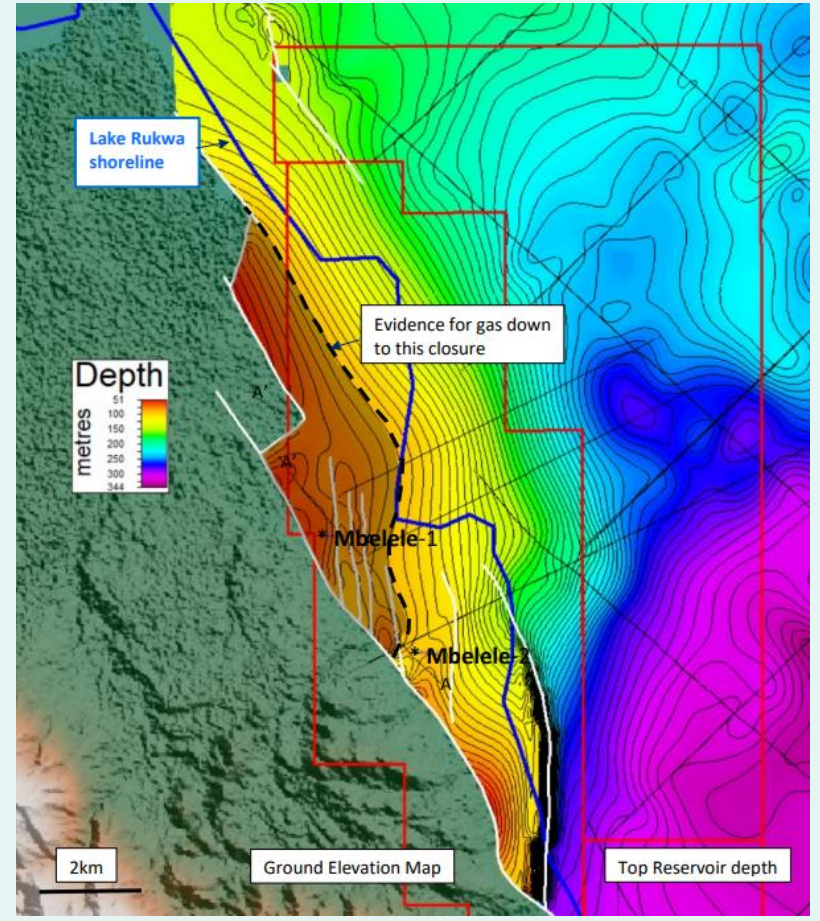 Lake Rukwa
shoreline
Evidence for gas down
to this closure
Depth
metres
51
100
150
200
250
300
344
A'
A'
* Mbelele-1
* Mbelele-2
A
2km
Ground Elevation Map
Top Reservoir depth